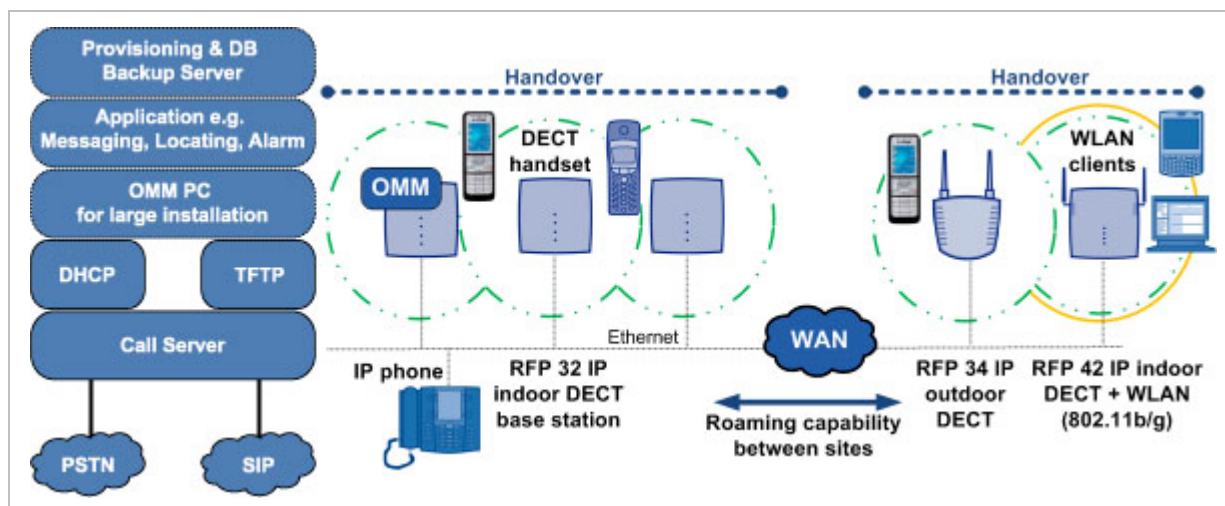 Provisioning & DB
Backup Server
Application e.g.
Messaging, Locating, Alarm
OMM PC
for large installation
DHCP
TFTP
Call Server
PSTN
SIP
Handover
DECT
handset
OMM
Ethernet
IP phone
RFP 32 IP
indoor DECT
base station
WAN
Roaming capability
between sites
Handover
WLAN
clients
RFP 34 IP
outdoor
DECT
RFP 42 IP indoor
DECT + WLAN
(802.11b/g)